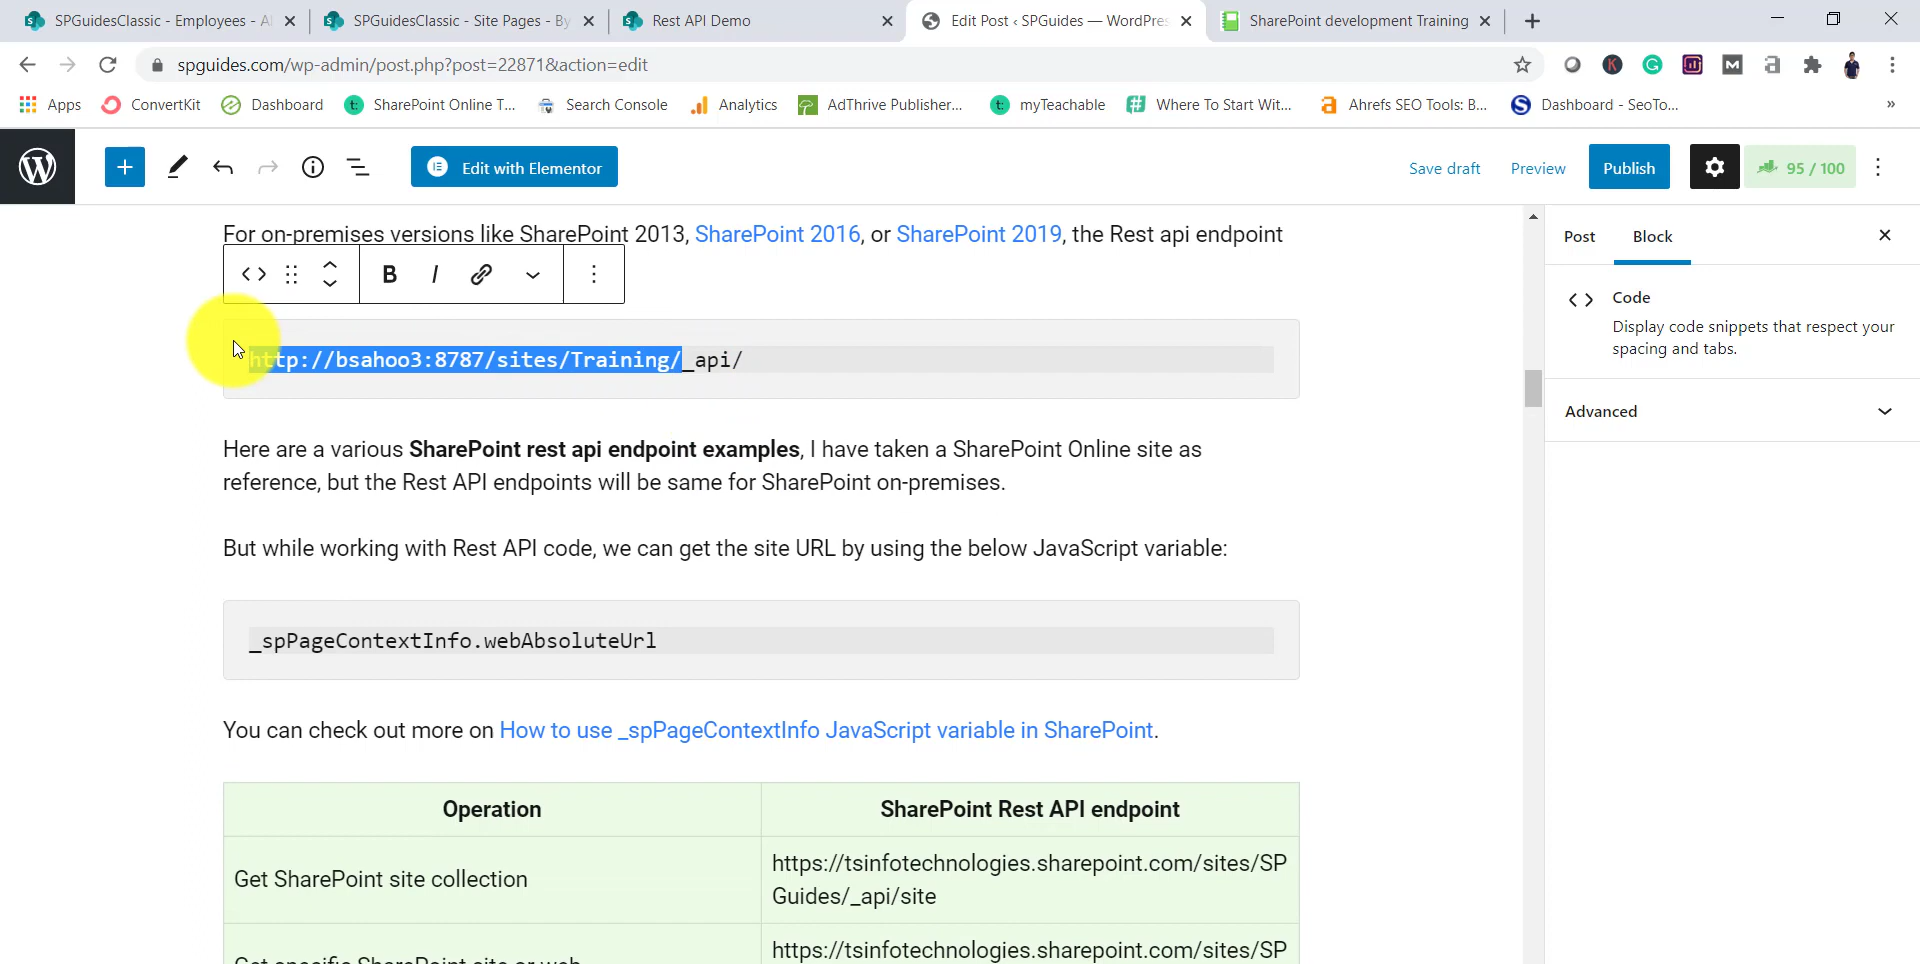 SPGuidesClassic - Employees - Al
SPGuidesClassic - Site Pages - By
Rest API Demo
Edit Post ‹ SPGuides — WordPres
SharePoint development Training
spguides.com/wp-admin/post.php?post=22871&action=edit
Apps
ConvertKit
Dashboard
SharePoint Online T...
Search Console
Analytics
AdThrive Publisher...
myTeachable
Where To Start Wit...
Ahrefs SEO Tools: B...
Dashboard - SeoTo...
Edit with Elementor
Save draft
Preview
Publish
95 / 100
For on-premises versions like SharePoint 2013, SharePoint 2016, or SharePoint 2019, the Rest api endpoint
B I
http://bsahoo3:8787/sites/Training/_api/
Here are a various SharePoint rest api endpoint examples, I have taken a SharePoint Online site as
reference, but the Rest API endpoints will be same for SharePoint on-premises.
But while working with Rest API code, we can get the site URL by using the below JavaScript variable:
_spPageContextInfo.webAbsoluteUrl
You can check out more on How to use _spPageContextInfo JavaScript variable in SharePoint.
Operation
SharePoint Rest API endpoint
Get SharePoint site collection
https://tsinfotechnologies.sharepoint.com/sites/SP
Guides/_api/site
Get specific SharePoint site or web
https://tsinfotechnologies.sharepoint.com/sites/SP
Post
Block
Code
Display code snippets that respect your
spacing and tabs.
Advanced